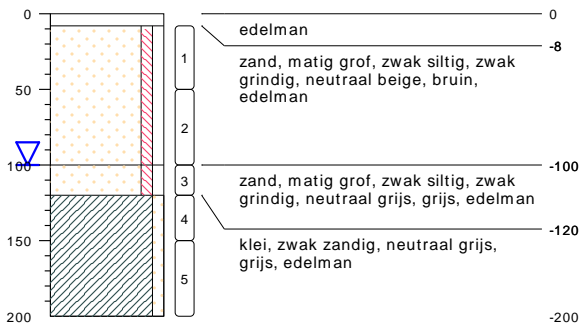 0
50
100
150
200
1
2
3
4
5
edelman
zand, matig grof, zwak siltig, zwak
grindig, neutraal beige, bruin,
edelman
zand, matig grof, zwak siltig, zwak
grindig, neutraal grijs, grijs, edelman
klei, zwak zandig, neutraal grijs,
grijs, edelman
0
-8
-100
-120
-200